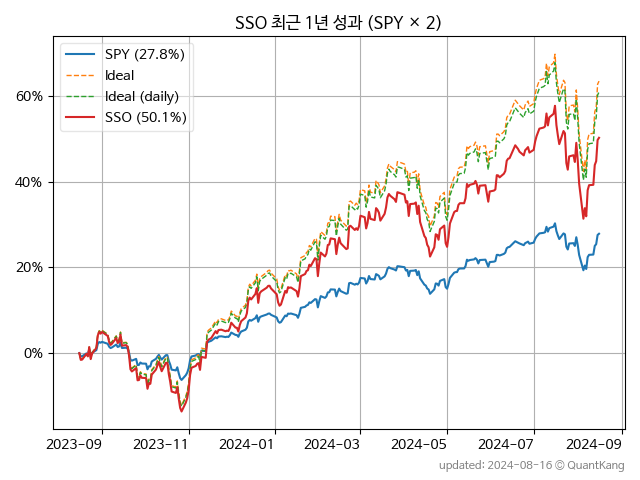 SSO 최근 1년 성과 (SPY × 2)
SPY (27.8%)
Ideal
Ideal (daily)
SSO (50.1%)
60%
40%
20%
0%
2023-09 2023-11 2024-01 2024-03 2024-05 2024-07 2024-09
updated: 2024-08-16 © QuantKang